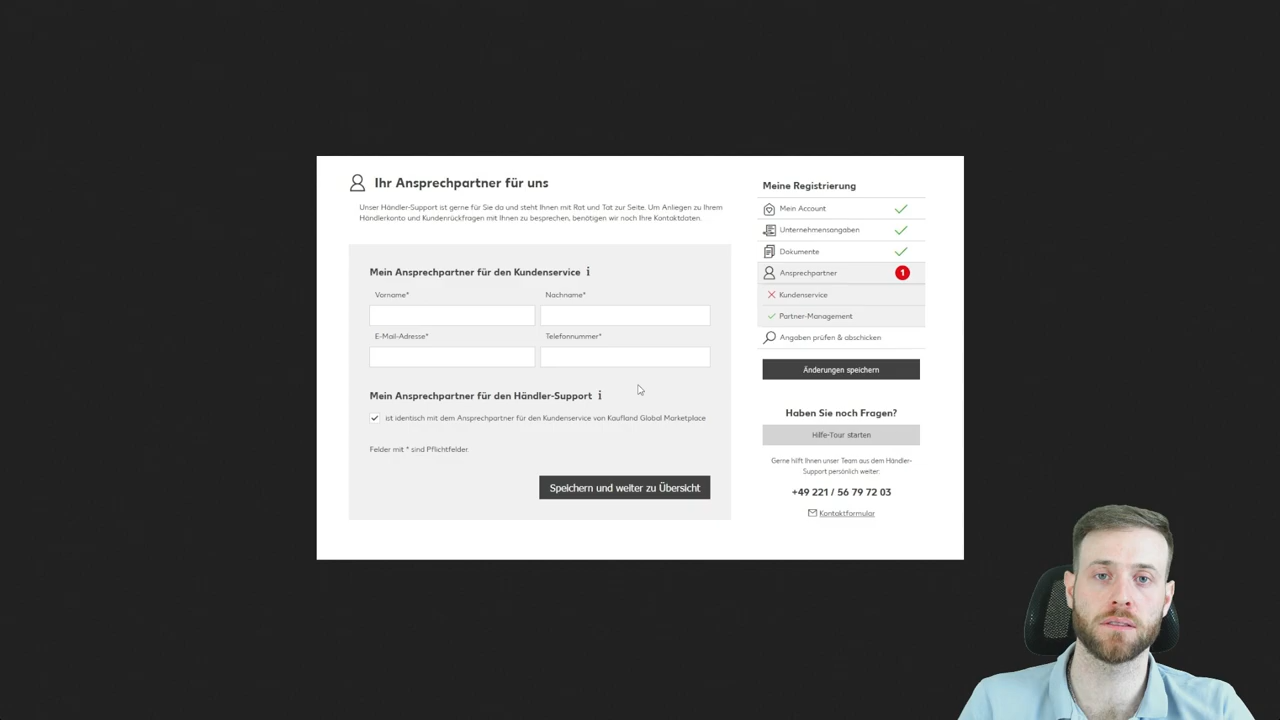 Ihr Ansprechpartner für uns
Unser Händler-Support ist gerne für Sie da und steht Ihnen mit Rat und Tat zur Seite. Um Anliegen zu Ihrem
Händlerkonto und Kundenrückfragen mit Ihnen zu besprechen, benötigen wir noch Ihre Kontaktdaten.
Mein Ansprechpartner für den Kundenservice i
Vorname* Nachname*
E-Mail-Adresse* Telefonnummer*
Mein Ansprechpartner für den Händler-Support i
ist identisch mit dem Ansprechpartner für den Kundenservice von Kaufland Global Marketplace
Felder mit * sind Pflichtfelder.
Speichern und weiter zu Übersicht
Meine Registrierung
Mein Account
Unternehmensangaben
Dokumente
Ansprechpartner 1
Kundenservice
Partner-Management
Angaben prüfen & abschicken
Änderungen speichern
Haben Sie noch Fragen?
Hilfe-Tour starten
Gerne hilft Ihnen unser Team aus dem Händler-
Support persönlich weiter:
+49 221 / 56 79 72 03
Kontaktformular